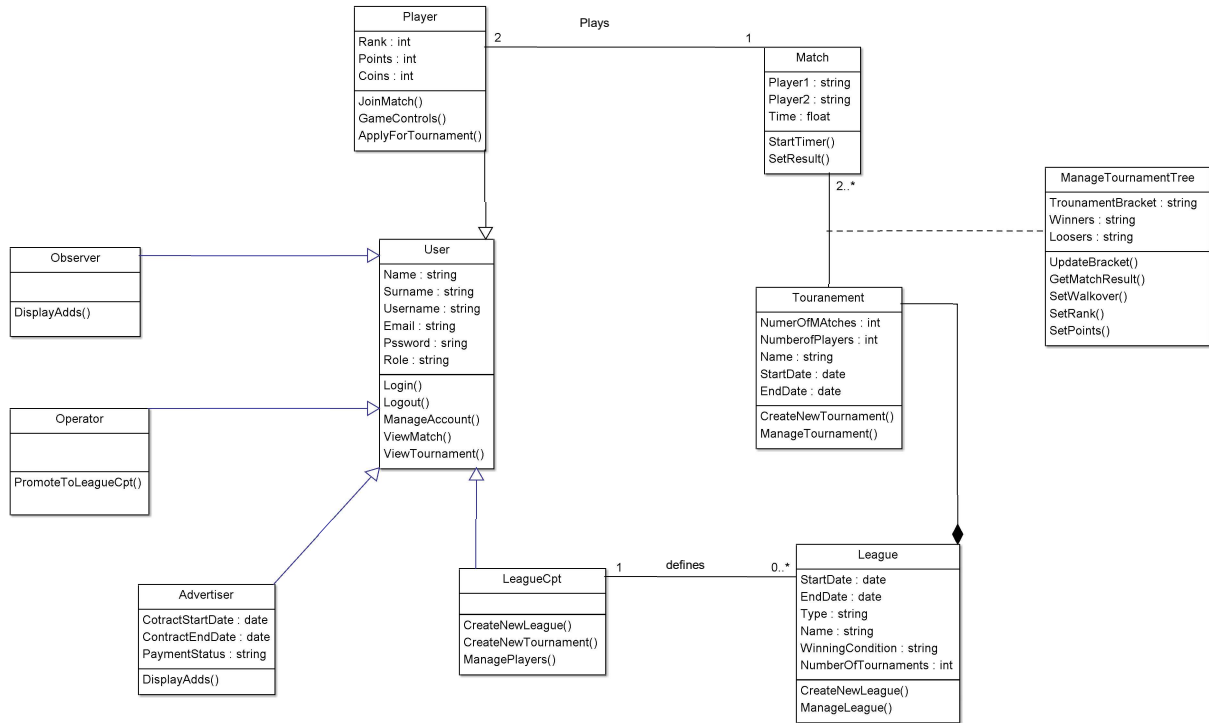 Player
Rank : int
Points : int
Coins : int
JoinMatch()
GameControls()
ApplyForTournament()
2
Plays
1
Match
Player1 : string
Player2 : string
Time : float
StartTimer()
SetResult()
2..*
ManageTournamentTree
TrounamentBracket : string
Winners : string
Loosers : string
UpdateBracket()
GetMatchResult()
SetWalkover()
SetRank()
SetPoints()
Observer
DisplayAdds()
User
Name : string
Surname : string
Username : string
Email : string
Pssword : sring
Role : string
Login()
Logout()
ManageAccount()
ViewMatch()
ViewTournament()
Touranement
NumerOfMAtches : int
NumberofPlayers : int
Name : string
StartDate : date
EndDate : date
CreateNewTournament()
ManageTournament()
Operator
PromoteToLeagueCpt()
Advertiser
CotractStartDate : date
ContractEndDate : date
PaymentStatus : string
DisplayAdds()
LeagueCpt
CreateNewLeague()
CreateNewTournament()
ManagePlayers()
1
defines
0..*
League
StartDate : date
EndDate : date
Type : string
Name : string
WinningCondition : string
NumberOfTournaments : int
CreateNewLeague()
ManageLeague()